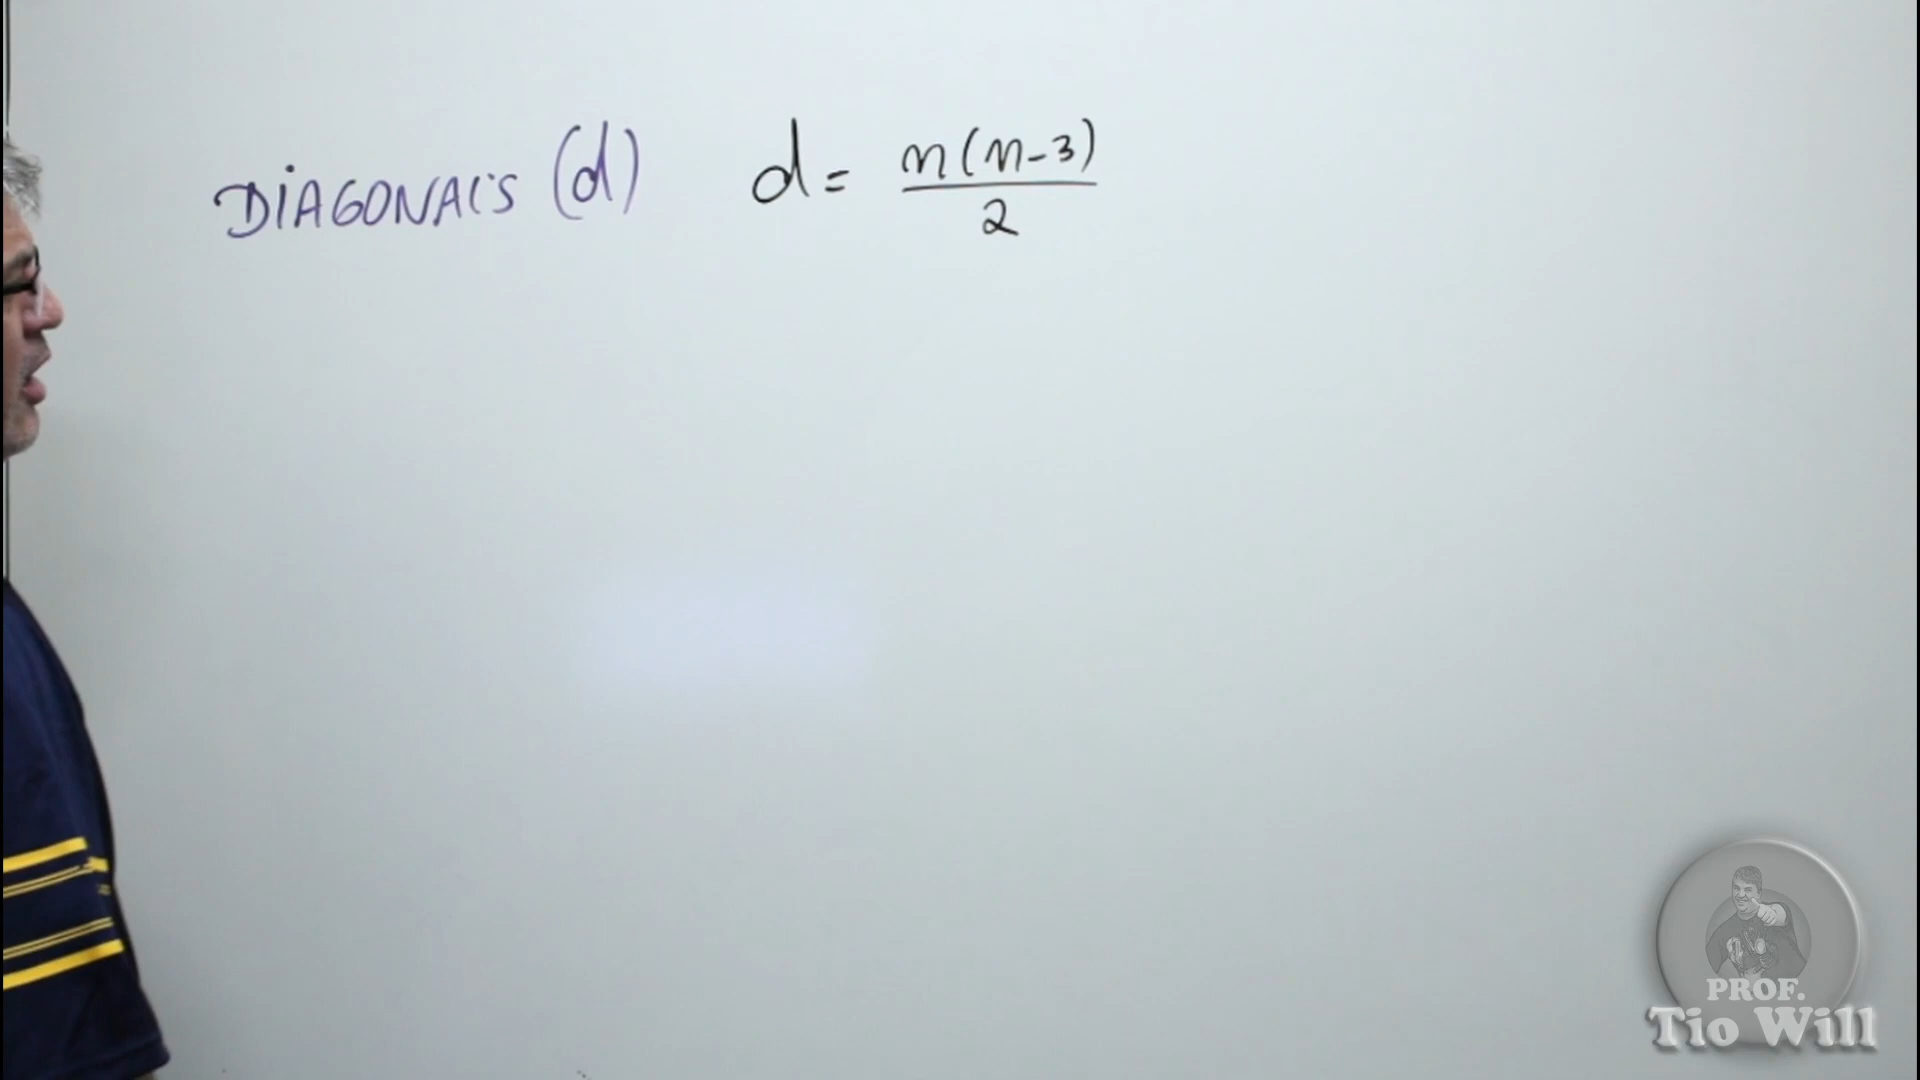 DIAGONAIS (d) d = n(n-3)/2
PROF.
Tio Will